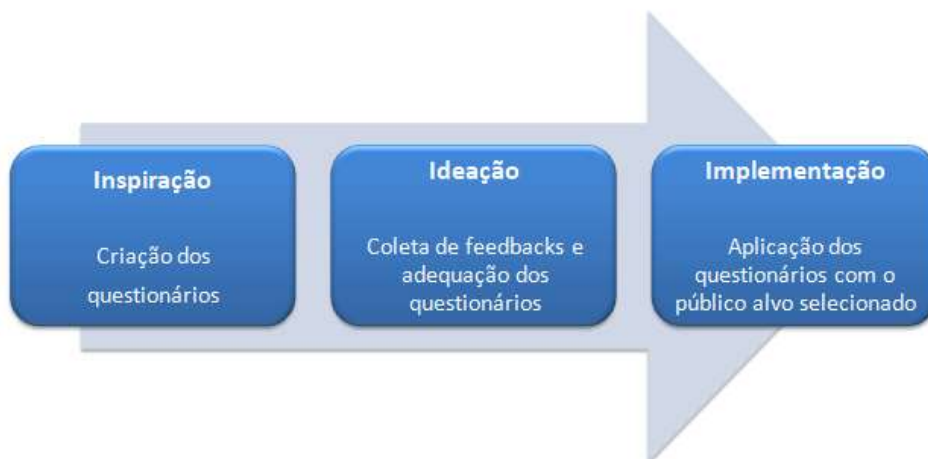 Inspiração
Criação dos
questionários
Ideação
Coleta de feedbacks e
adequação dos
questionários
Implementação
Aplicação dos
questionários com o
público alvo selecionado